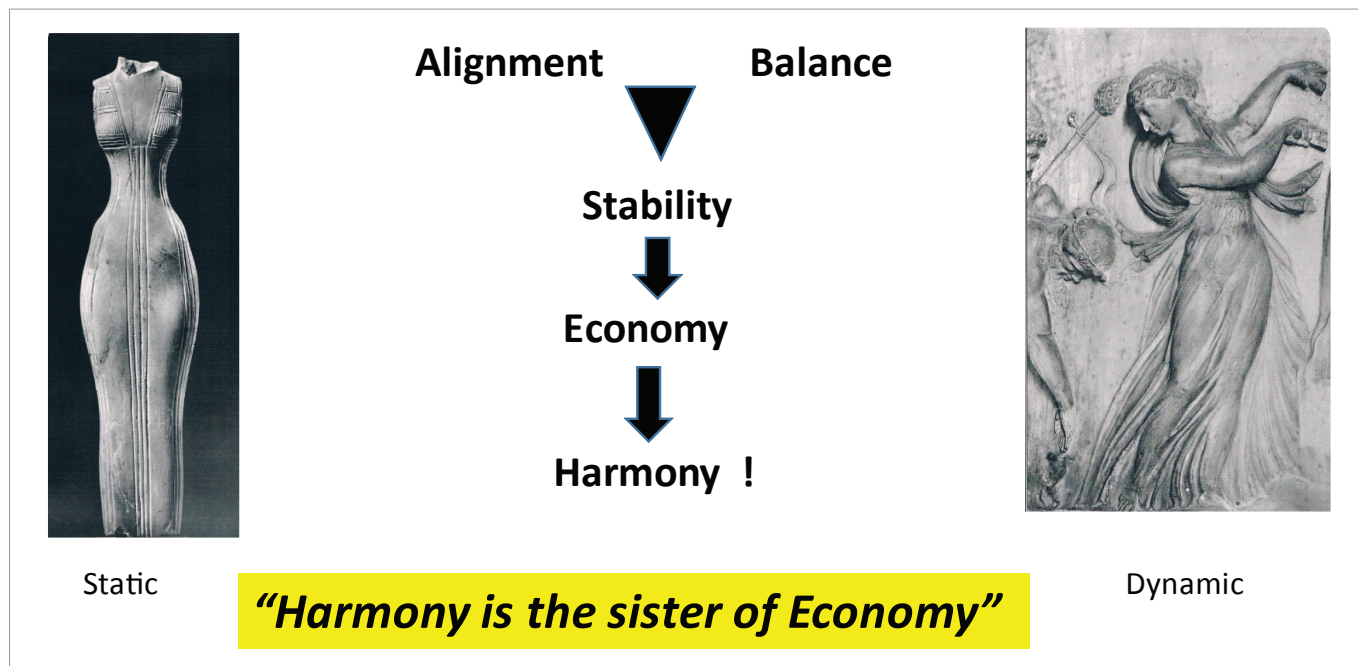 Alignment Balance
Stability
Economy
Harmony !
Static
Dynamic
“Harmony is the sister of Economy”